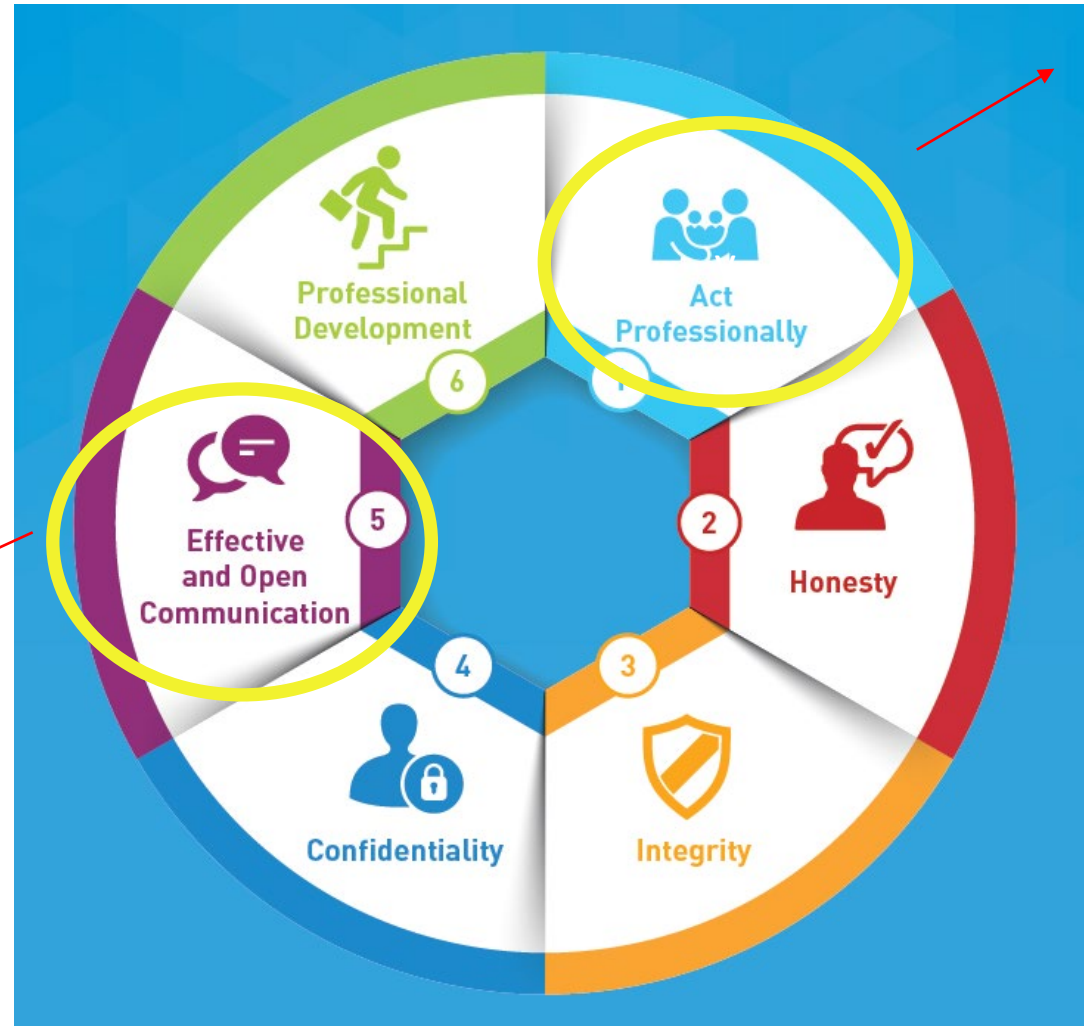 1
Act
Professionally
2
Honesty
3
Integrity
4
Confidentiality
5
Effective
and Open
Communication
6
Professional
Development